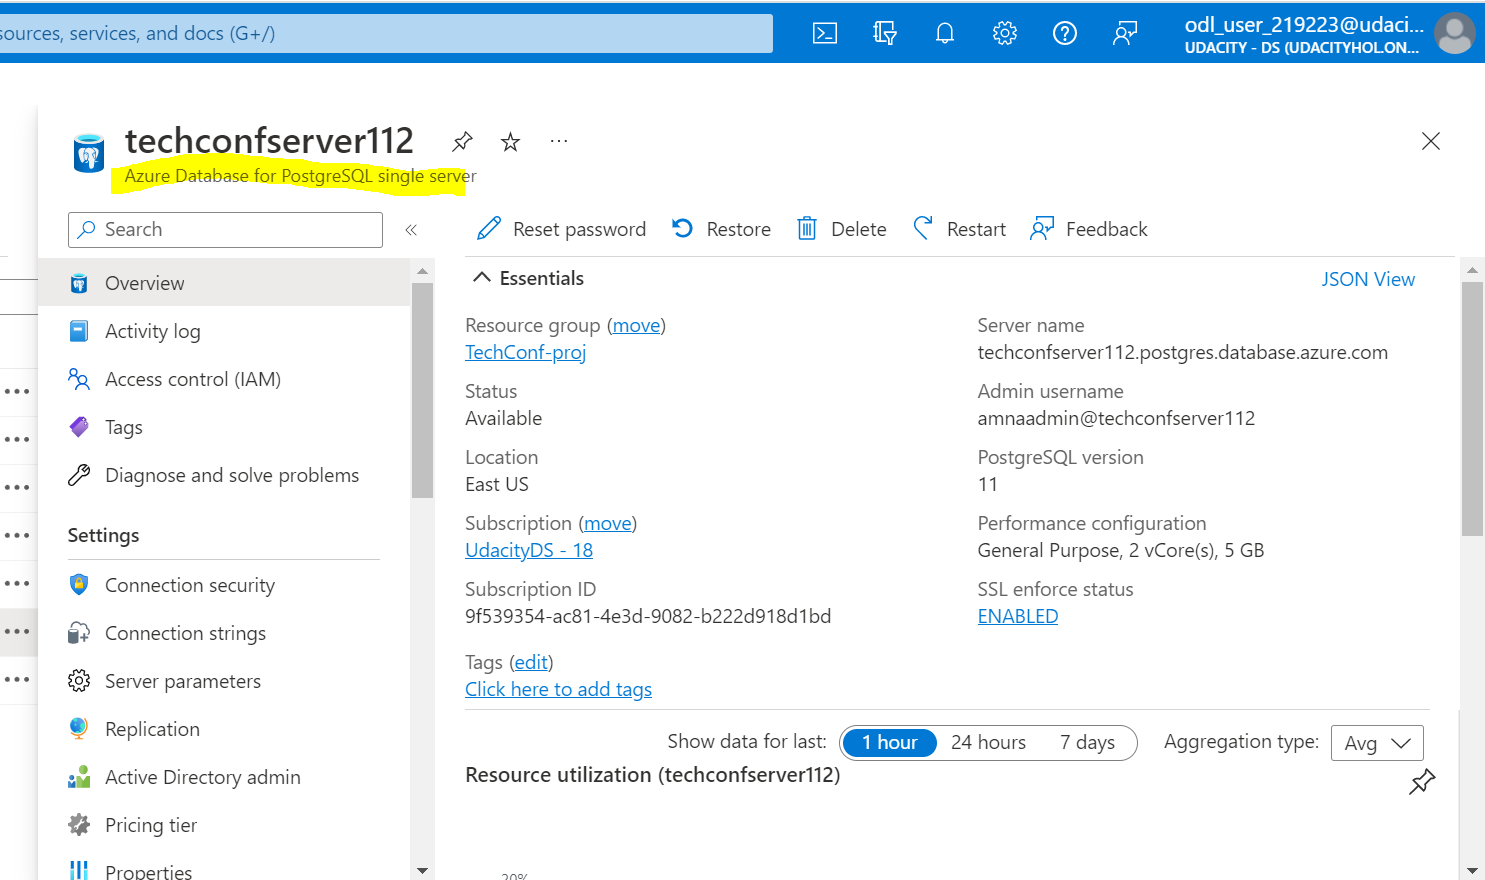 sources, services, and docs (G+/)
odl_user_219223@udaci...
UDACITY - DS (UDACITYHOL.ON...
techconfserver112
Azure Database for PostgreSQL single server
Search
«
Overview
Activity log
Access control (IAM)
Tags
Diagnose and solve problems
Settings
Connection security
Connection strings
Server parameters
Replication
Active Directory admin
Pricing tier
Properties
Reset password
Restore
Delete
Restart
Feedback
Essentials
JSON View
Resource group (move)
TechConf-proj
Status
Available
Location
East US
Subscription (move)
UdacityDS - 18
Subscription ID
9f539354-ac81-4e3d-9082-b222d918d1bd
Tags (edit)
Click here to add tags
Server name
techconfserver112.postgres.database.azure.com
Admin username
amnaadmin@techconfserver112
PostgreSQL version
11
Performance configuration
General Purpose, 2 vCore(s), 5 GB
SSL enforce status
ENABLED
Show data for last: 1 hour 24 hours 7 days Aggregation type: Avg
Resource utilization (techconfserver112)
20%